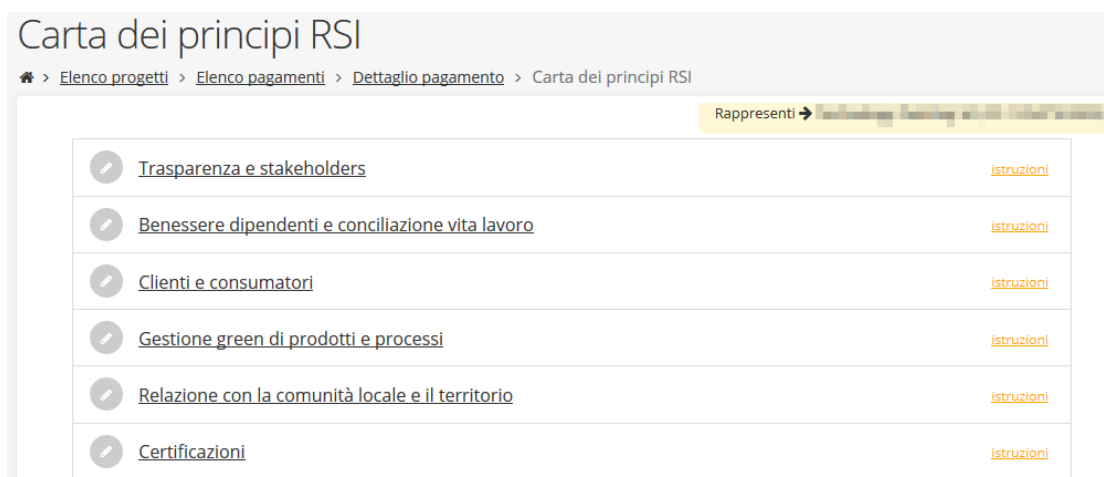 Carta dei principi RSI
> Elenco progetti > Elenco pagamenti > Dettaglio pagamento > Carta dei principi RSI
Rappresenti →
Trasparenza e stakeholders istruzioni
Benessere dipendenti e conciliazione vita lavoro istruzioni
Clienti e consumatori istruzioni
Gestione green di prodotti e processi istruzioni
Relazione con la comunità locale e il territorio istruzioni
Certificazioni istruzioni